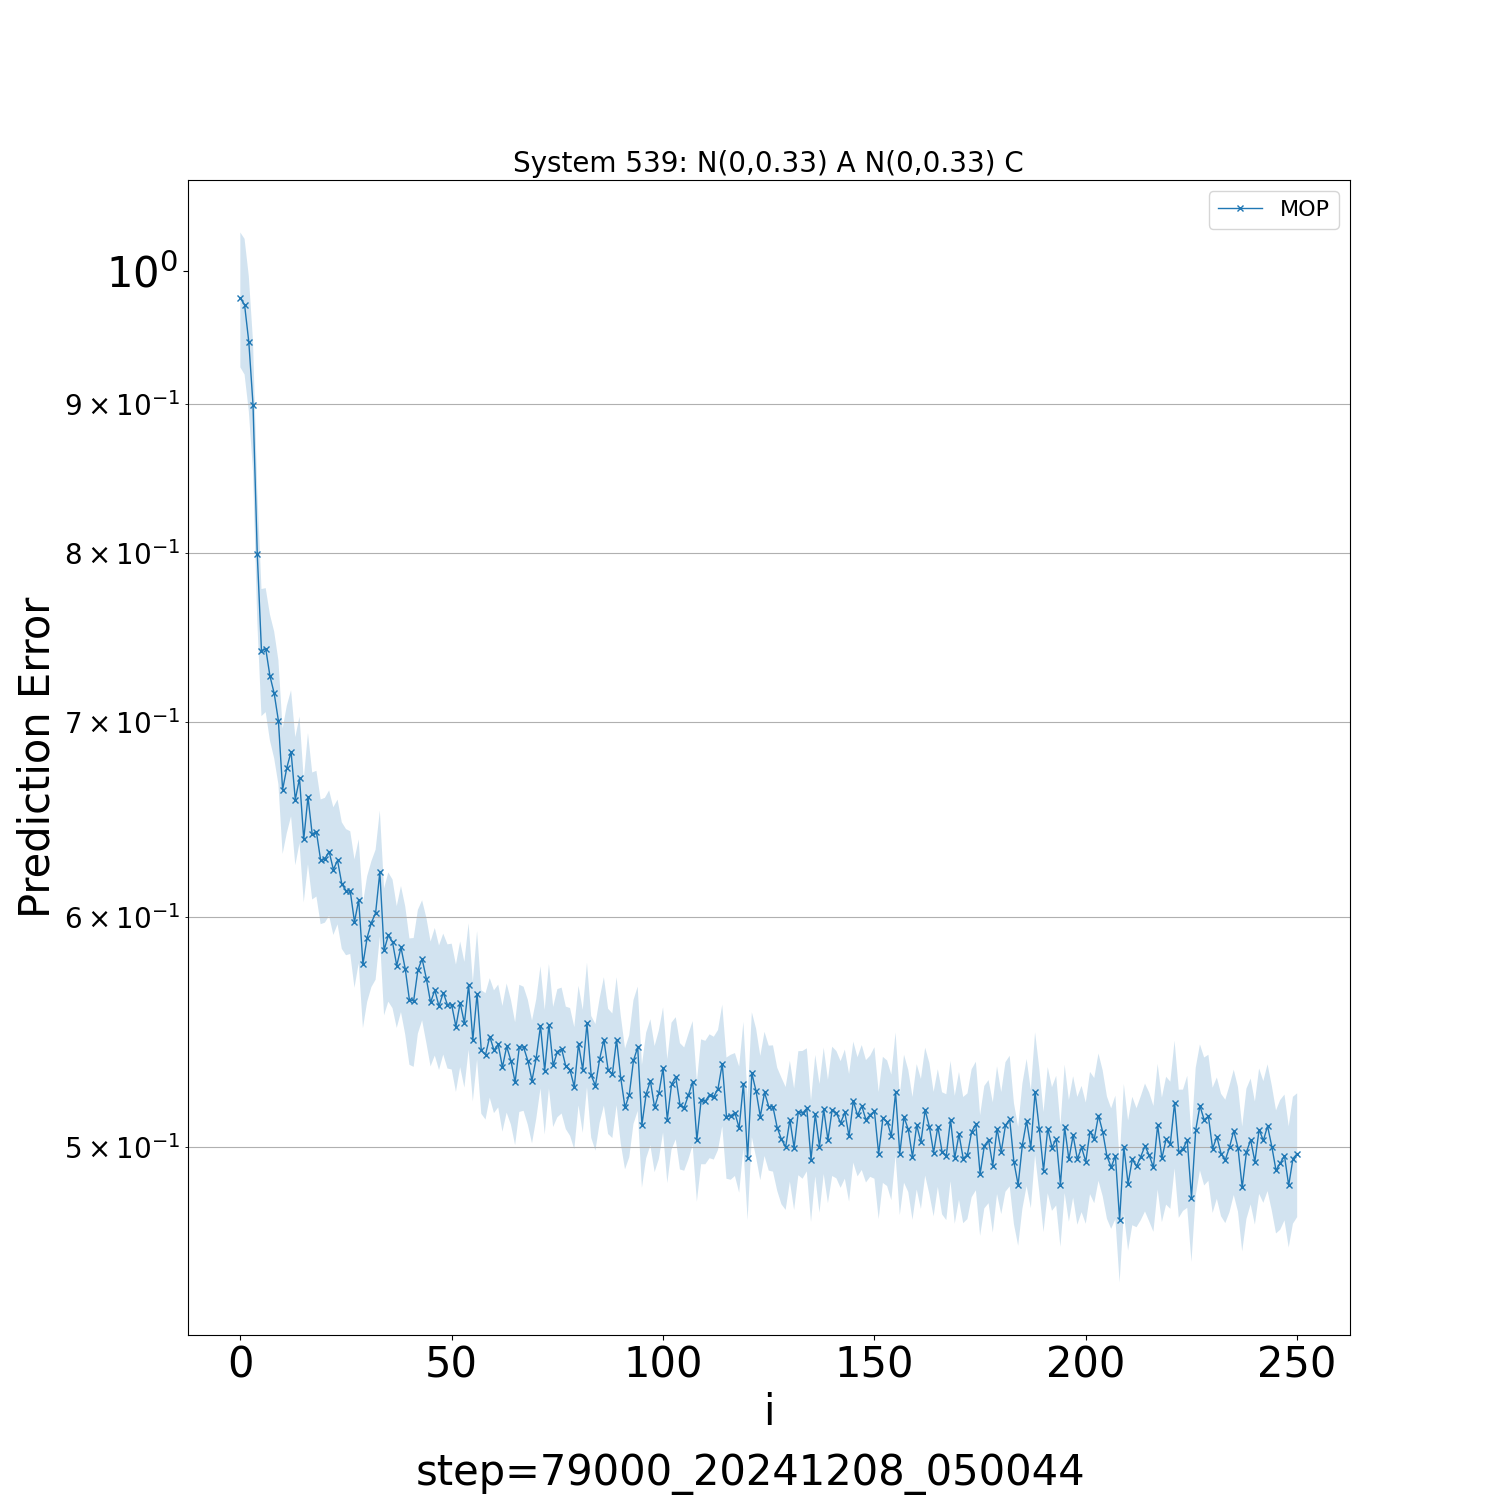 System 539: N(0,0.33) A N(0,0.33) C
MOP
10⁰
9 × 10⁻¹
8 × 10⁻¹
7 × 10⁻¹
6 × 10⁻¹
5 × 10⁻¹
Prediction Error
0 50 100 150 200 250
i
step=79000_20241208_050044